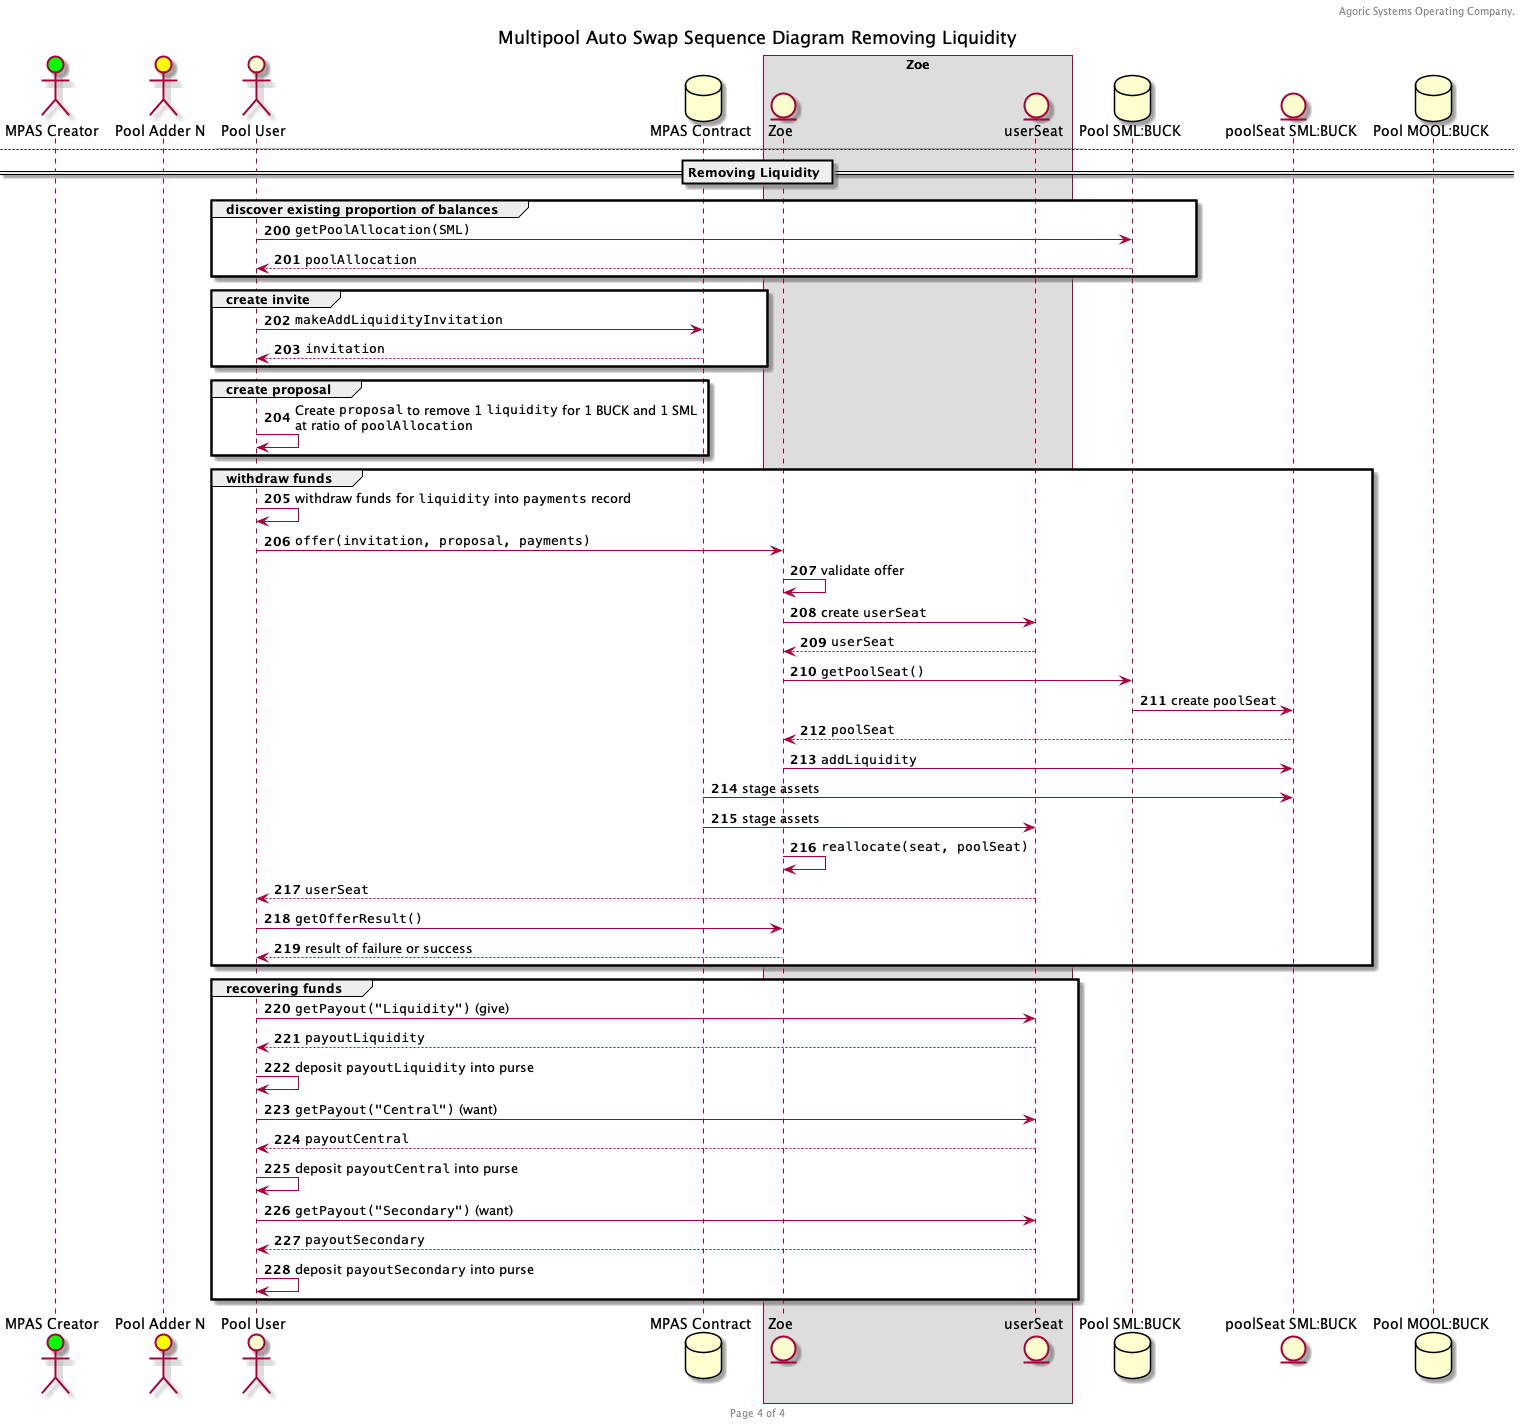 Agoric Systems Operating Company.
Multipool Auto Swap Sequence Diagram Removing Liquidity
Zoe
MPAS Creator
Pool Adder N
Pool User
MPAS Contract
Zoe
userSeat
Pool SML:BUCK
poolSeat SML:BUCK
Pool MOOL:BUCK
Removing Liquidity
discover existing proportion of balances
200 getPoolAllocation(SML)
201 poolAllocation
create invite
202 makeAddLiquidityInvitation
203 invitation
create proposal
204 Create proposal to remove 1 liquidity for 1 BUCK and 1 SML
at ratio of poolAllocation
withdraw funds
205 withdraw funds for liquidity into payments record
206 offer(invitation, proposal, payments)
207 validate offer
208 create userSeat
209 userSeat
210 getPoolSeat()
211 create poolSeat
212 poolSeat
213 addLiquidity
214 stage assets
215 stage assets
216 reallocate(seat, poolSeat)
217 userSeat
218 getOfferResult()
219 result of failure or success
recovering funds
220 getPayout("Liquidity") (give)
221 payoutLiquidity
222 deposit payoutLiquidity into purse
223 getPayout("Central") (want)
224 payoutCentral
225 deposit payoutCentral into purse
226 getPayout("Secondary") (want)
227 payoutSecondary
228 deposit payoutSecondary into purse
MPAS Creator
Pool Adder N
Pool User
MPAS Contract
Zoe
userSeat
Pool SML:BUCK
poolSeat SML:BUCK
Pool MOOL:BUCK
Page 4 of 4